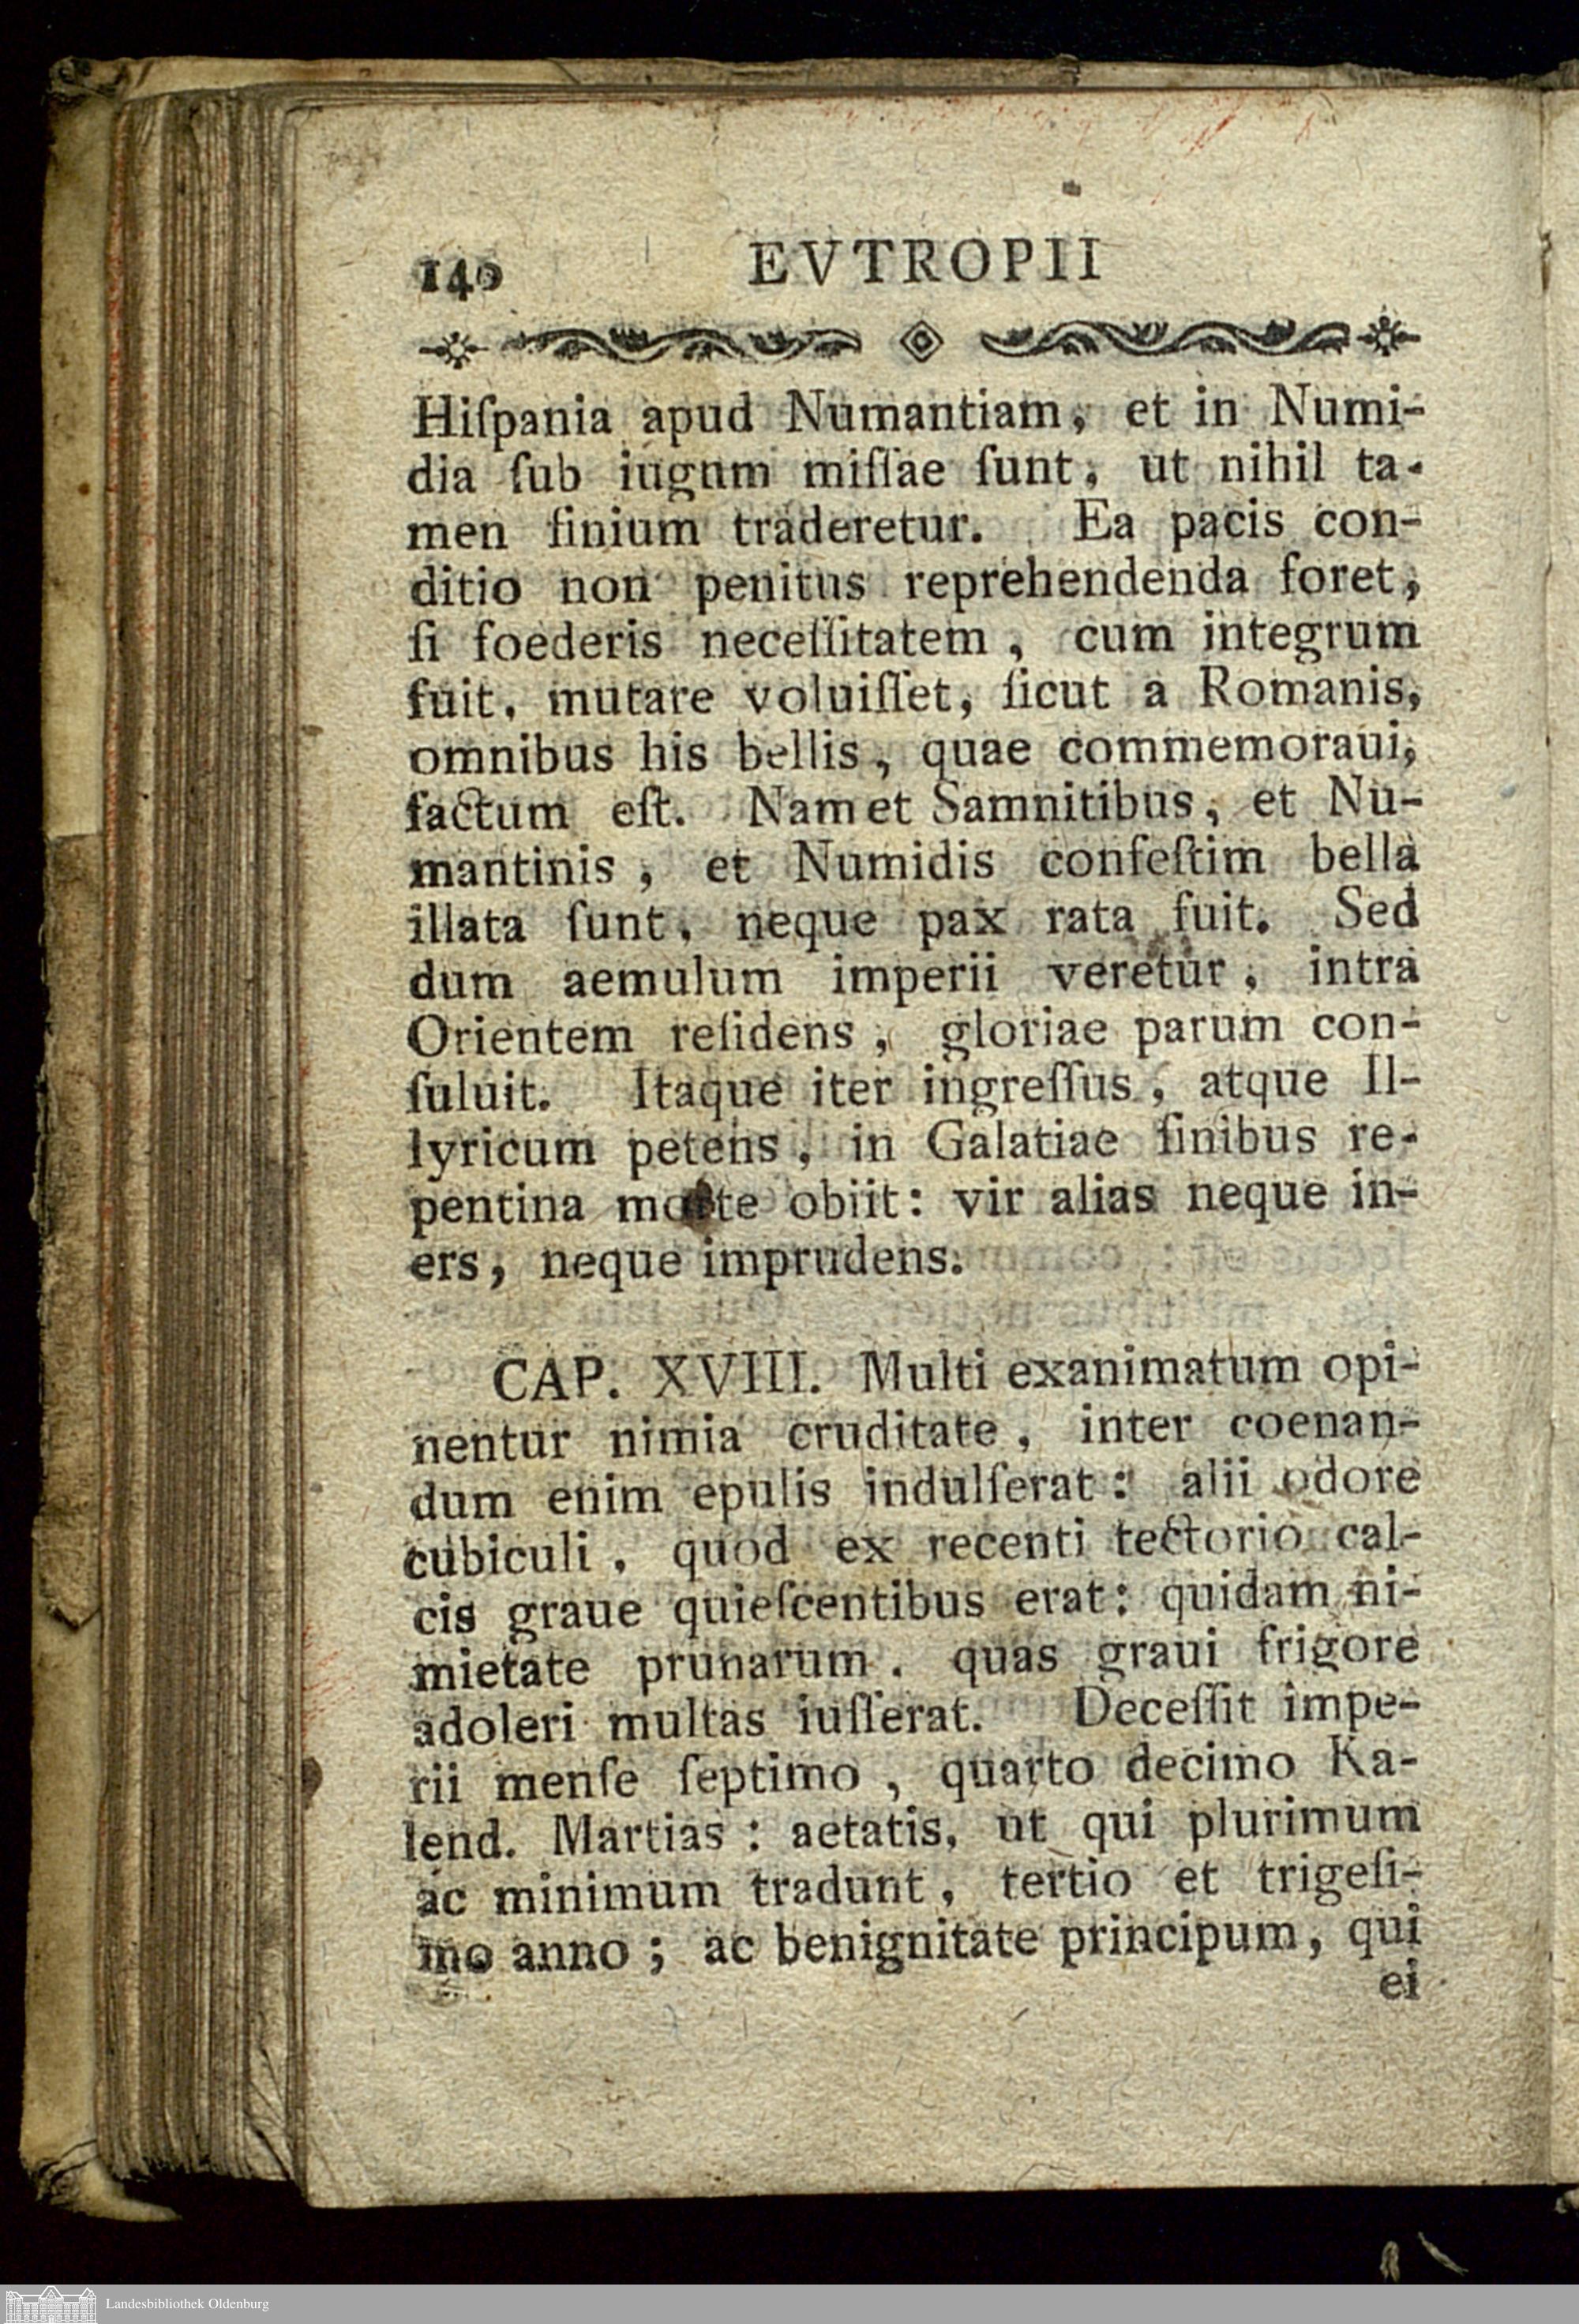 140 EVTROPII
Hiſpania apud Numantiam, et in Numi-
dia ſub iugum miſſae ſunt, ut nihil ta-
men finium traderetur. Ea pacis con-
ditio non penitus reprehendenda foret,
ſi foederis neceſſitatem, cum integrum
fuit, mutare voluiſſet, ſicut a Romanis,
omnibus his bellis, quae commemoraui,
factum eſt. Nam et Samnitibus, et Nu-
mantinis, et Numidis confeſtim bella
illata ſunt, neque pax rata fuit. Sed
dum aemulum imperii veretur, intra
Orientem reſidens, gloriae parum con-
ſuluit. Itaque iter ingreſſus, atque Il-
lyricum petens, in Galatiae finibus re-
pentina morte obiit: vir alias neque in-
ers, neque imprudens.
CAP. XVIII. Multi exanimatum opi-
nentur nimia cruditate, inter coenan-
dum enim epulis indulſerat: alii odore
cubiculi, quod ex recenti tectorio cal-
cis graue quieſcentibus erat: quidam ni-
mietate prunarum, quas graui frigore
adoleri multas iuſſerat. Deceſſit impe-
rii menſe ſeptimo, quarto decimo Ka-
lend. Martias: aetatis, ut qui plurimum
ac minimum tradunt, tertio et trigeſi-
mo anno; ac benignitate principum, qui
ei
Landesbibliothek Oldenburg